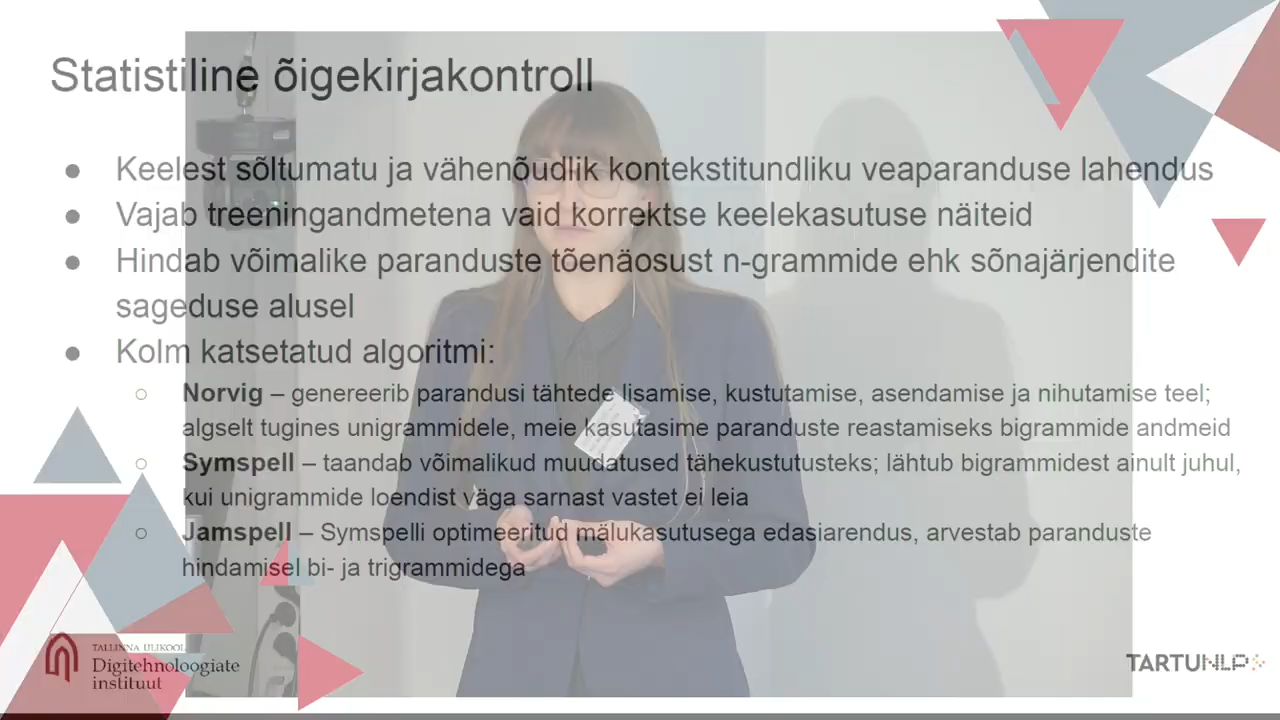 Statistiline õigekirjakontroll
● Keelest sõltumatu ja vähenõudlik kontekstitundliku veaparanduse lahendus
● Vajab treeningandmetena vaid korrektse keelekasutuse näiteid
● Hindab võimalike paranduste tõenäosust n-grammide ehk sõnajärjendite
sageduse alusel
● Kolm katsetatud algoritmi:
○ Norvig – genereerib parandusi tähtede lisamise, kustutamise, asendamise ja nihutamise teel;
algselt tugines unigrammidele, meie kasutasime paranduste reastamiseks bigrammide andmeid
○ Symspell – taandab võimalikud muudatused tähekustutusteks; lähtub bigrammidest ainult juhul,
kui unigrammide loendist väga sarnast vastet ei leia
○ Jamspell – Symspelli optimeeritud mälukasutusega edasiarendus, arvestab paranduste
hindamisel bi- ja trigrammidega
TALLINNA ÜLIKOOL
Digitehnoloogiate
instituut
TARTUNLP